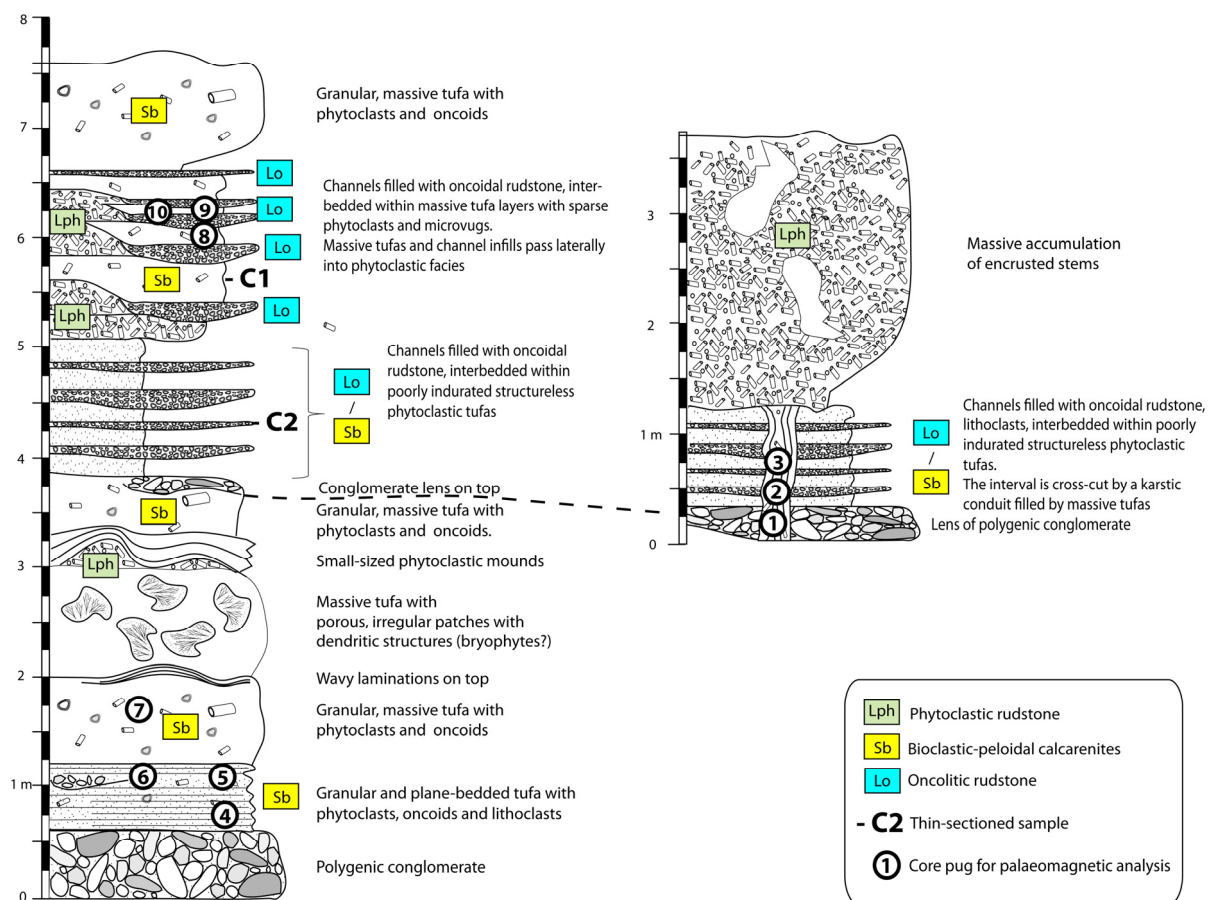 8
Granular, massive tufa with
phytoclasts and  oncoids
Sb
7
Lo
Channels filled with oncoidal rudstone, inter-
bedded within massive tufa layers with sparse
phytoclasts and microvugs.
Massive tufas and channel infills pass laterally
into phytoclastic facies
10
9
Lo
Lph
8
6
Lo
Sb
- C1
Lo
Lph
5
Channels filled with oncoidal
rudstone, interbedded within
poorly indurated structureless
phytoclastic tufas
Lo
/
Sb
C2
4
Conglomerate lens on top
Granular, massive tufa with
phytoclasts and oncoids.
Sb
Lph
3
Small-sized phytoclastic mounds
Massive tufa with
porous, irregular patches with
dendritic structures (bryophytes?)
2
Wavy laminations on top
Granular, massive tufa with
phytoclasts and  oncoids
7
Sb
6
5
1 m
Sb
Granular and plane-bedded tufa with
phytoclasts, oncoids and lithoclasts
4
Polygenic conglomerate
0
3
Lph
Massive accumulation
of encrusted stems
2
Channels filled with oncoidal rudstone,
lithoclasts, interbedded within poorly
indurated structureless phytoclastic
tufas.
The interval is cross-cut by a karstic
conduit filled by massive tufas
Lo
/
Sb
1 m
3
2
1
Lens of polygenic conglomerate
0
Lph Phytoclastic rudstone
Sb Bioclastic-peloidal calcarenites
Lo Oncolitic rudstone
- C2 Thin-sectioned sample
1 Core pug for palaeomagnetic analysis